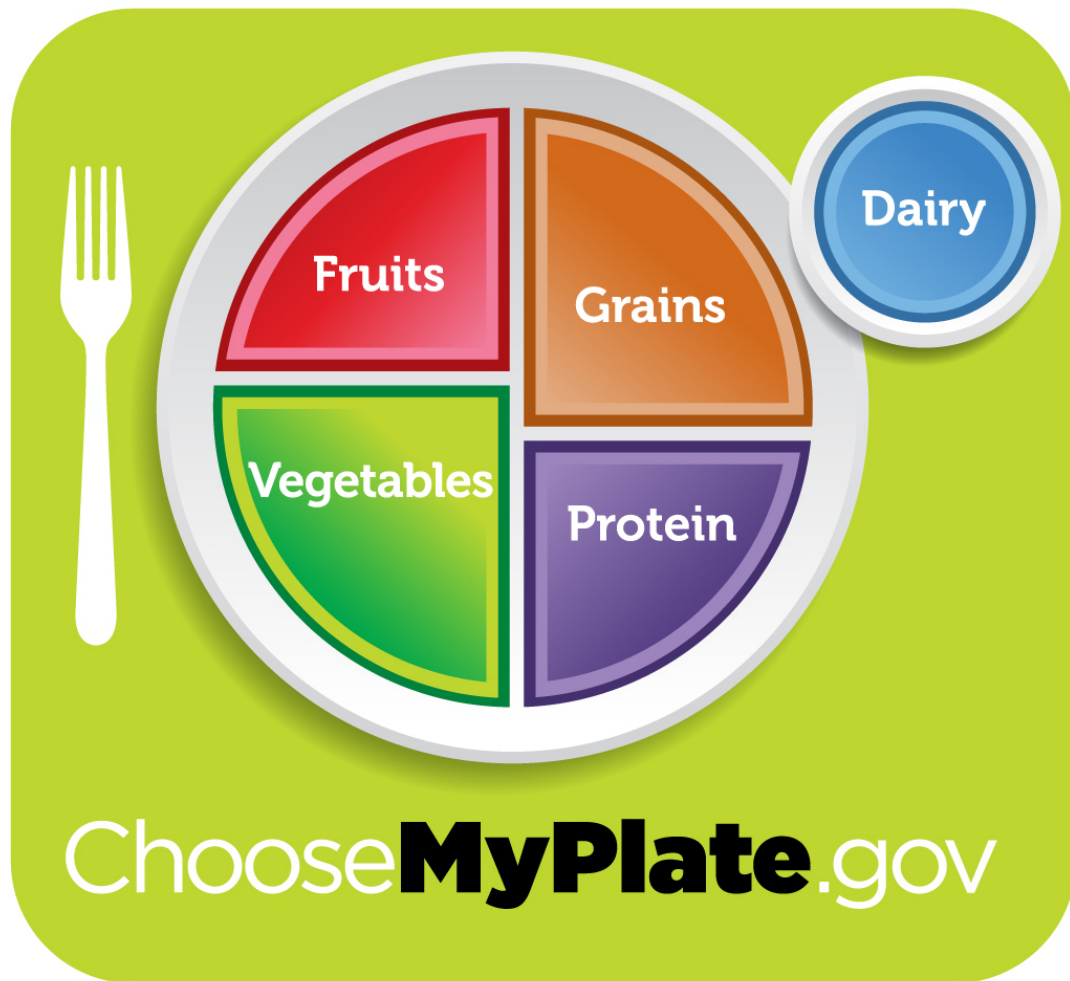 Fruits
Grains
Dairy
Vegetables
Protein
ChooseMyPlate.gov